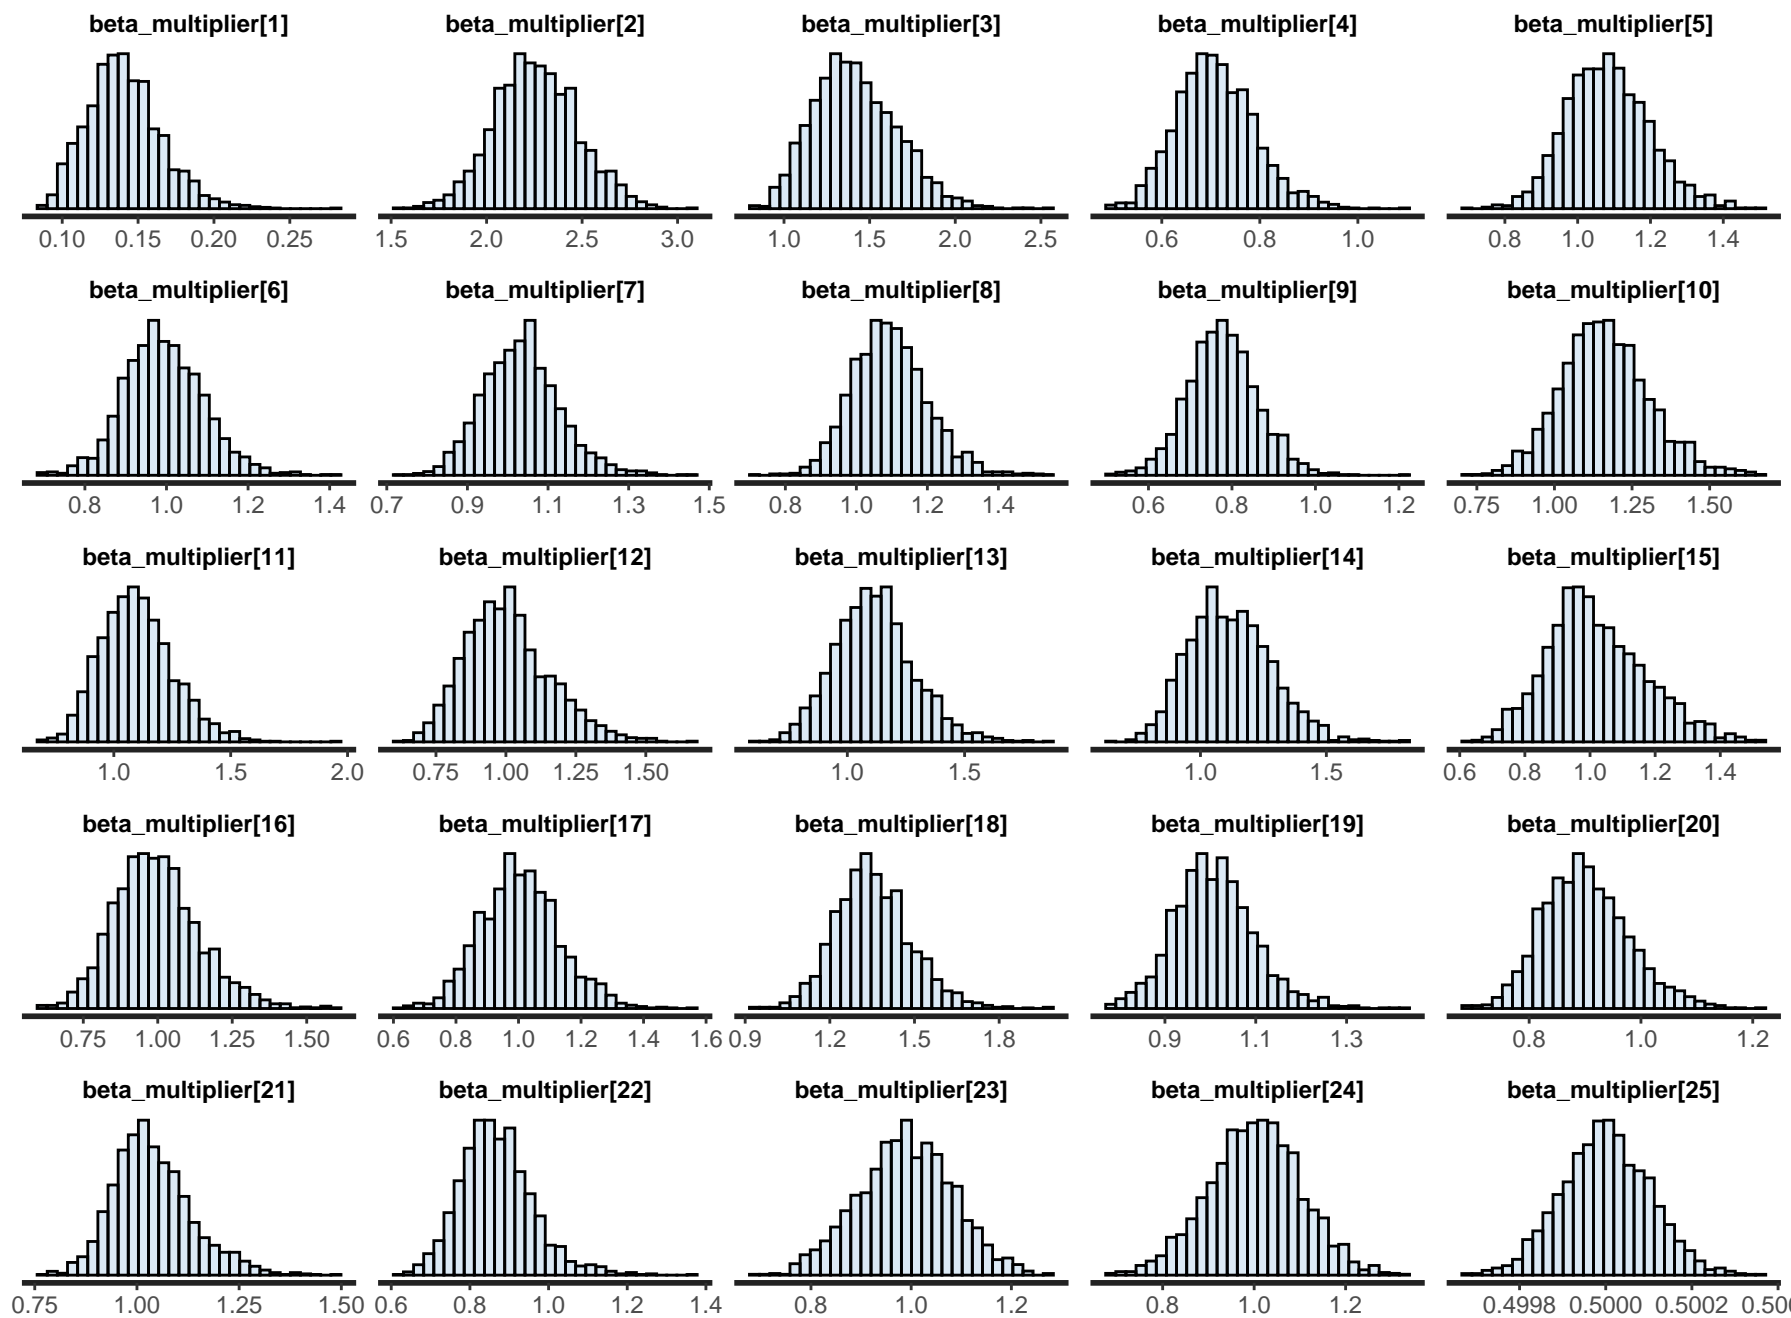 beta_multiplier[1] beta_multiplier[2] beta_multiplier[3] beta_multiplier[4] beta_multiplier[5]
0.10 0.15 0.20 0.25 1.5 2.0 2.5 3.0 1.0 1.5 2.0 2.5 0.6 0.8 1.0 0.8 1.0 1.2 1.4
beta_multiplier[6] beta_multiplier[7] beta_multiplier[8] beta_multiplier[9] beta_multiplier[10]
0.8 1.0 1.2 1.4 0.7 0.9 1.1 1.3 1.5 0.8 1.0 1.2 1.4 0.6 0.8 1.0 1.2 0.75 1.00 1.25 1.50
beta_multiplier[11] beta_multiplier[12] beta_multiplier[13] beta_multiplier[14] beta_multiplier[15]
1.0 1.5 2.0 0.75 1.00 1.25 1.50 1.0 1.5 1.0 1.5 0.6 0.8 1.0 1.2 1.4
beta_multiplier[16] beta_multiplier[17] beta_multiplier[18] beta_multiplier[19] beta_multiplier[20]
0.75 1.00 1.25 1.50 0.6 0.8 1.0 1.2 1.4 1.6 0.9 1.2 1.5 1.8 0.9 1.1 1.3 0.8 1.0 1.2
beta_multiplier[21] beta_multiplier[22] beta_multiplier[23] beta_multiplier[24] beta_multiplier[25]
0.75 1.00 1.25 1.50 0.6 0.8 1.0 1.2 1.4 0.8 1.0 1.2 0.8 1.0 1.2 0.4998 0.5000 0.5002